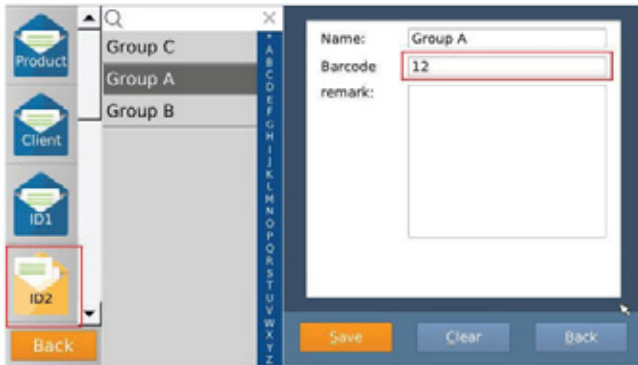 Product
Client
ID1
ID2
Back
Group C
Group A
Group B
*
A
B
C
D
E
F
G
H
I
J
K
L
M
N
O
P
Q
R
S
T
U
V
W
X
Y
Z
Name: Group A
Barcode 12
remark:
Save Clear Back